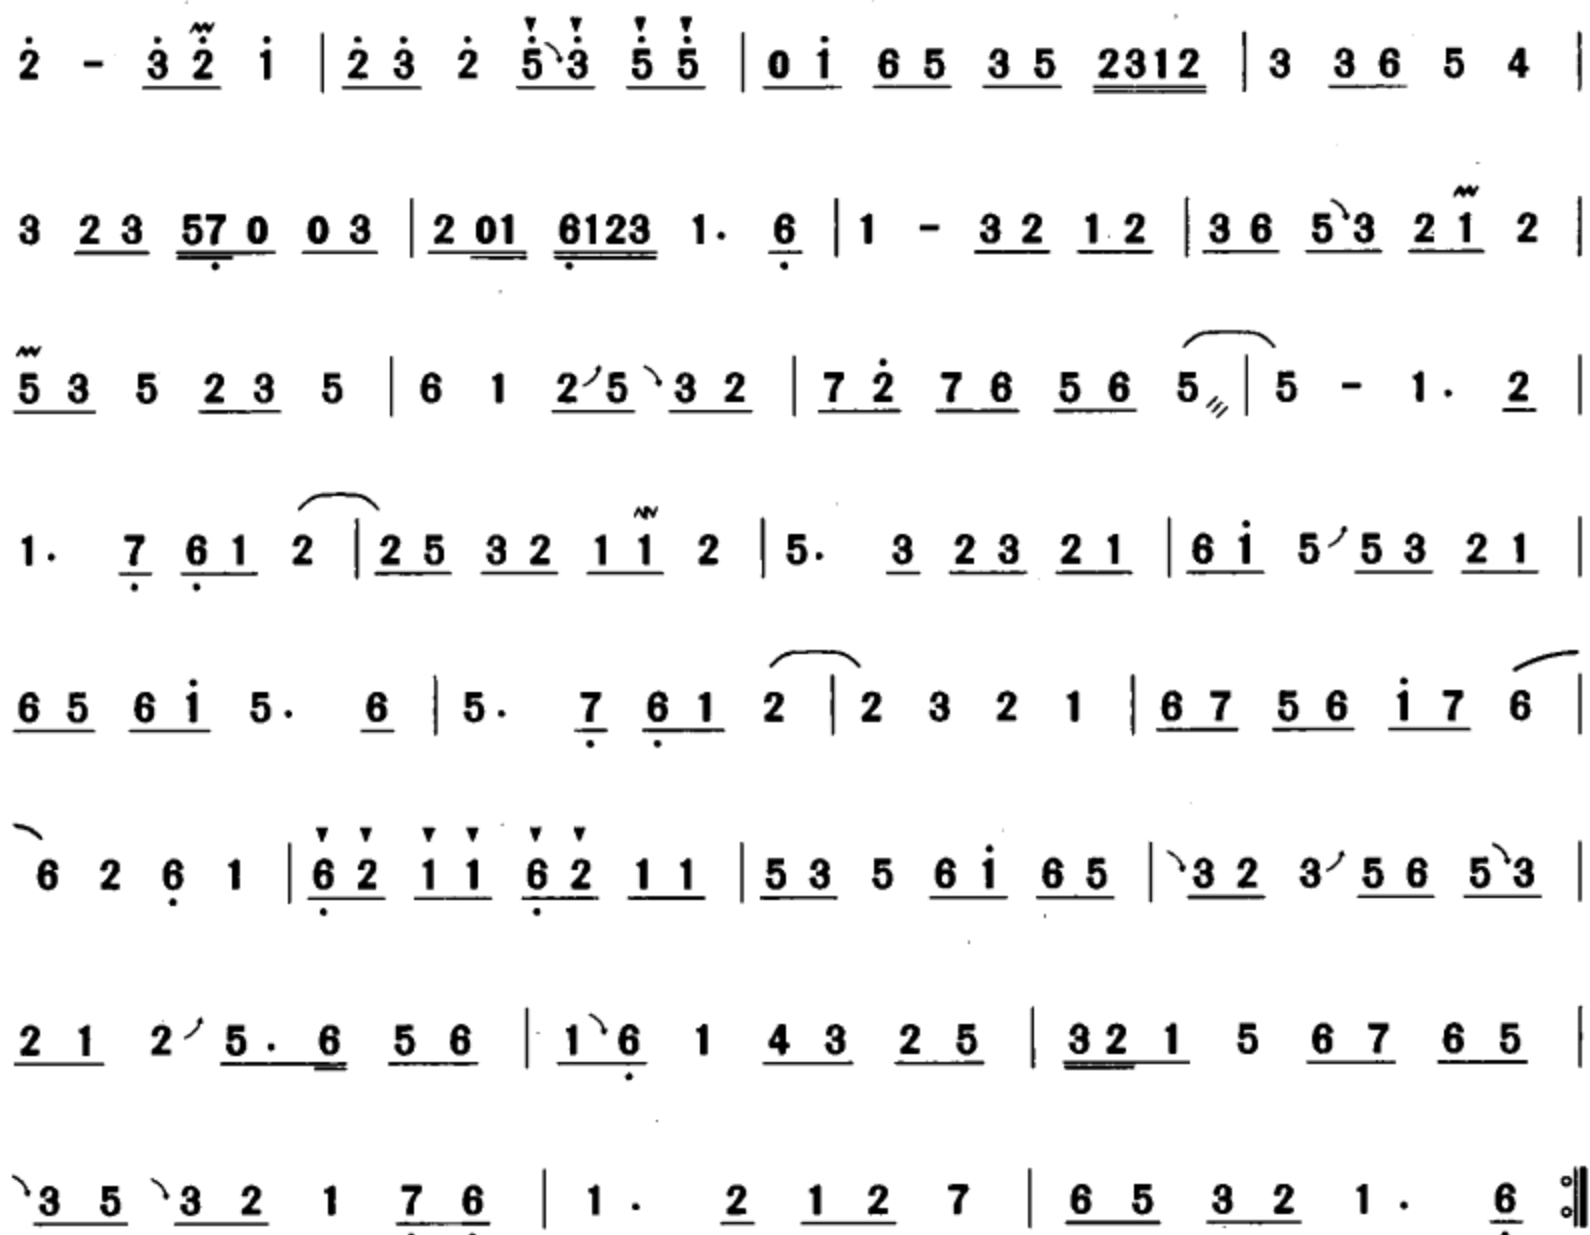 2̇ - 3̇ 2̇ i̇ | 2̇ 3̇ 2̇ 5̇ 3̇ 5̇ 5̇ | 0 i̇ 6 5 3 5 2312 | 3 3 6 5 4 |
3 2 3 57̣ 0 0 3 | 2 01 6̣123 1. 6̣ | 1 - 3 2 1 2 | 3 6 5 3 2 1 2 |
5 3 5 2 3 5 | 6 1 2 5 3 2 | 7 2̇ 7 6 5 6 5 | 5 - 1. 2 |
1. 7̣ 6̣ 1 2 | 2 5 3 2 1 1 2 | 5. 3 2 3 2 1 | 6 i̇ 5 5 3 2 1 |
6 5 6 i̇ 5. 6 | 5. 7̣ 6̣ 1 2 | 2 3 2 1 | 6 7 5 6 i̇ 7 6 |
6 2 6̣ 1 | 6̣ 2 1 1 6̣ 2 1 1 | 5 3 5 6 i̇ 6 5 | 3 2 3 5 6 5 3 |
2 1 2 5. 6 5 6 | 1 6̣ 1 4 3 2 5 | 32 1 5 6 7 6 5 |
3 5 3 2 1 7̣ 6̣ | 1. 2 1 2 7 | 6 5 3 2 1. 6̣ :‖